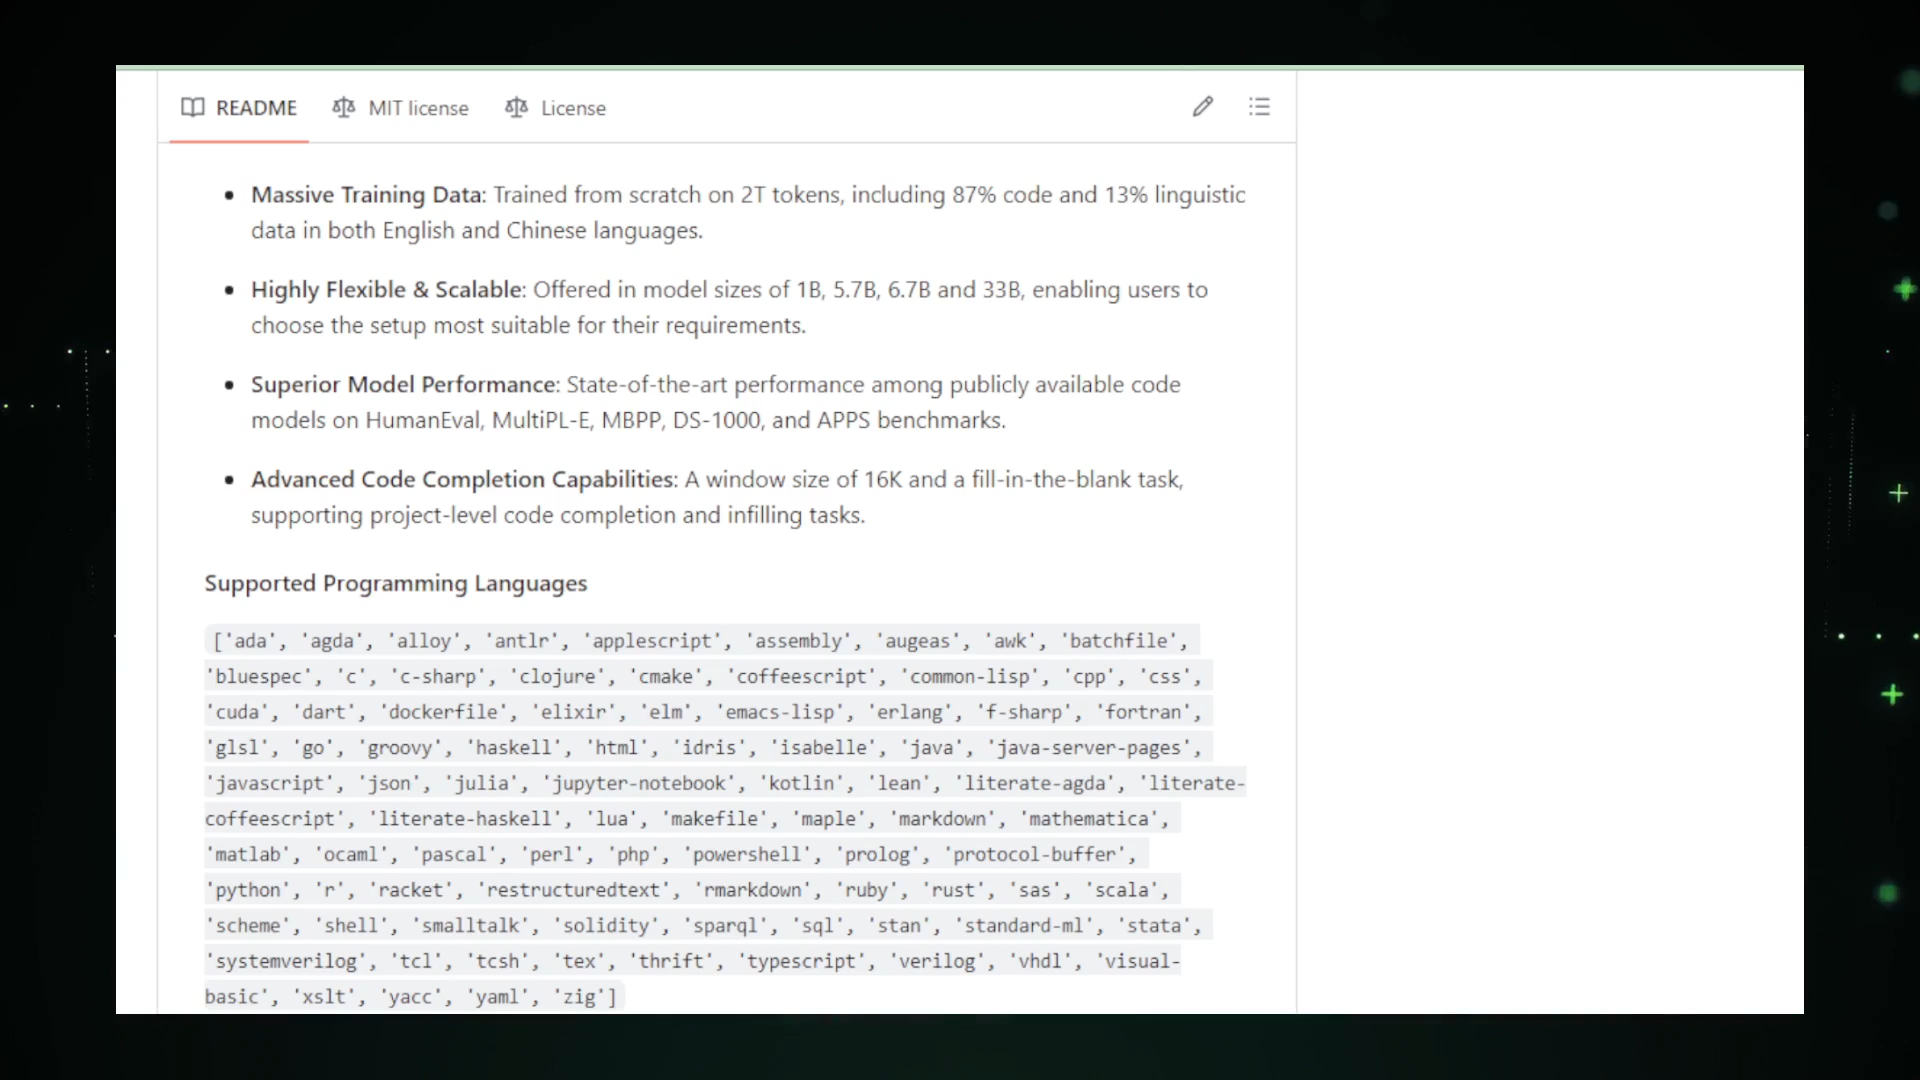 README MIT license License
Massive Training Data: Trained from scratch on 2T tokens, including 87% code and 13% linguistic
data in both English and Chinese languages.
Highly Flexible & Scalable: Offered in model sizes of 1B, 5.7B, 6.7B and 33B, enabling users to
choose the setup most suitable for their requirements.
Superior Model Performance: State-of-the-art performance among publicly available code
models on HumanEval, MultiPL-E, MBPP, DS-1000, and APPS benchmarks.
Advanced Code Completion Capabilities: A window size of 16K and a fill-in-the-blank task,
supporting project-level code completion and infilling tasks.
Supported Programming Languages
['ada', 'agda', 'alloy', 'antlr', 'applescript', 'assembly', 'augeas', 'awk', 'batchfile',
'bluespec', 'c', 'c-sharp', 'clojure', 'cmake', 'coffeescript', 'common-lisp', 'cpp', 'css',
'cuda', 'dart', 'dockerfile', 'elixir', 'elm', 'emacs-lisp', 'erlang', 'f-sharp', 'fortran',
'glsl', 'go', 'groovy', 'haskell', 'html', 'idris', 'isabelle', 'java', 'java-server-pages',
'javascript', 'json', 'julia', 'jupyter-notebook', 'kotlin', 'lean', 'literate-agda', 'literate-
coffeescript', 'literate-haskell', 'lua', 'makefile', 'maple', 'markdown', 'mathematica',
'matlab', 'ocaml', 'pascal', 'perl', 'php', 'powershell', 'prolog', 'protocol-buffer',
'python', 'r', 'racket', 'restructuredtext', 'rmarkdown', 'ruby', 'rust', 'sas', 'scala',
'scheme', 'shell', 'smalltalk', 'solidity', 'sparql', 'sql', 'stan', 'standard-ml', 'stata',
'systemverilog', 'tcl', 'tcsh', 'tex', 'thrift', 'typescript', 'verilog', 'vhdl', 'visual-
basic', 'xslt', 'yacc', 'yaml', 'zig']